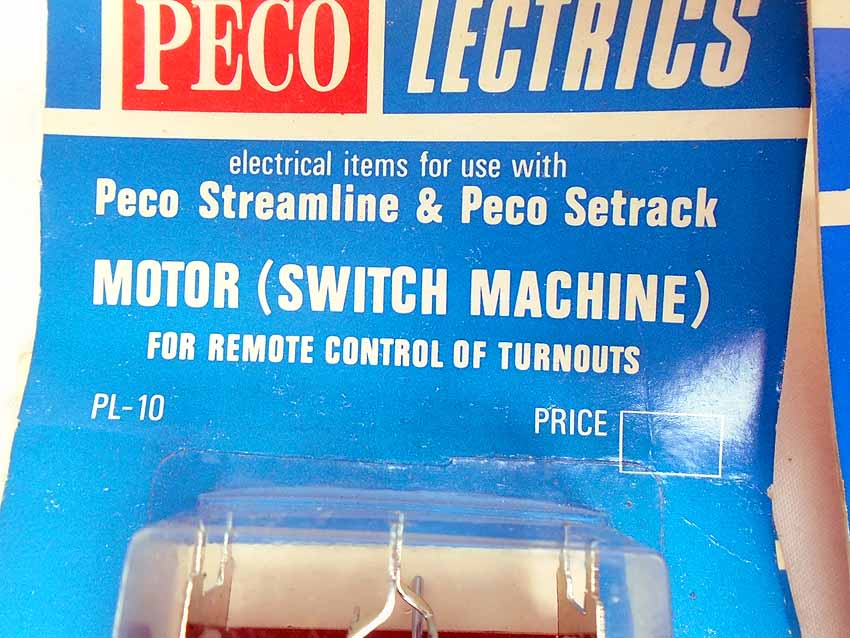 PECO LECTRICS
electrical items for use with
Peco Streamline & Peco Setrack
MOTOR (SWITCH MACHINE)
FOR REMOTE CONTROL OF TURNOUTS
PL-10
PRICE